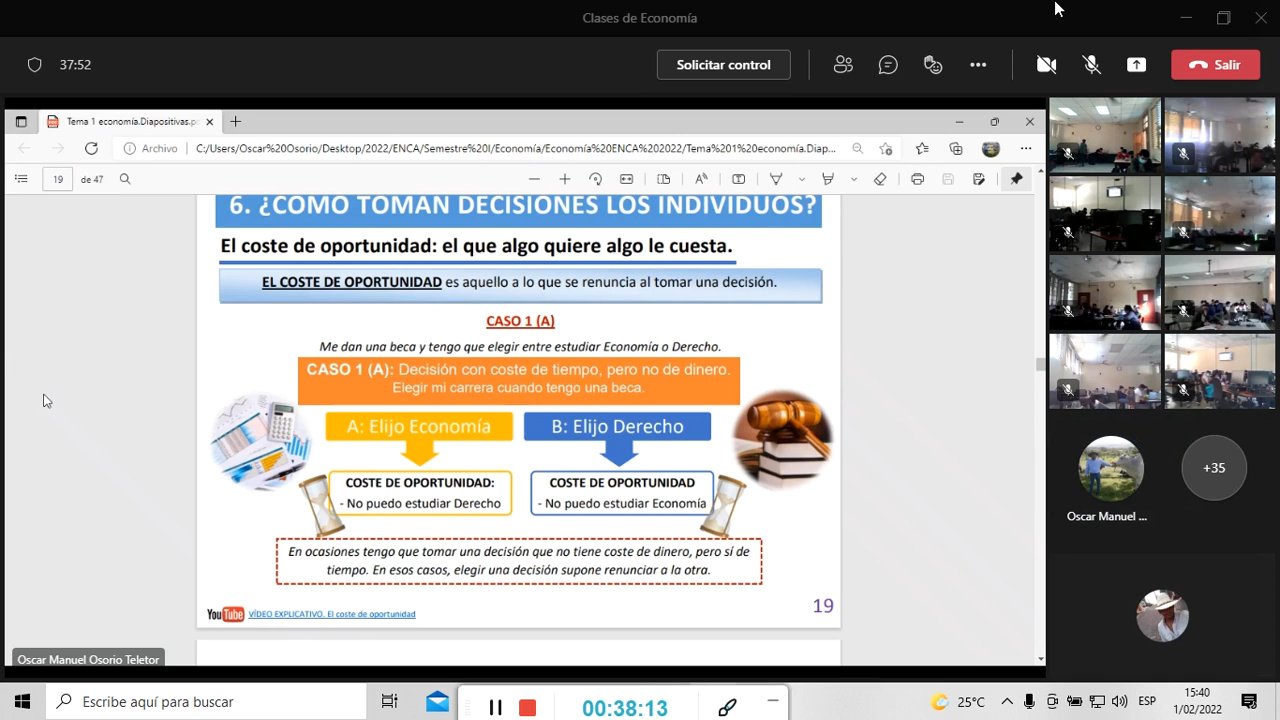 Clases de Economía
37:52
Solicitar control
Salir
Tema 1 economía.Diapositivas.pc
Archivo
C:/Users/Oscar%20Osorio/Desktop/2022/ENCA/Semestre%20I/Economía/Economía%20ENCA%202022/Tema%201%20economía.Diap...
19
de 47
6. ¿CÓMO TOMAN DECISIONES LOS INDIVIDUOS?
El coste de oportunidad: el que algo quiere algo le cuesta.
EL COSTE DE OPORTUNIDAD es aquello a lo que se renuncia al tomar una decisión.
CASO 1 (A)
Me dan una beca y tengo que elegir entre estudiar Economía o Derecho.
CASO 1 (A): Decisión con coste de tiempo, pero no de dinero.
Elegir mi carrera cuando tengo una beca.
A: Elijo Economía
B: Elijo Derecho
COSTE DE OPORTUNIDAD:
- No puedo estudiar Derecho
COSTE DE OPORTUNIDAD
- No puedo estudiar Economía
En ocasiones tengo que tomar una decisión que no tiene coste de dinero, pero sí de
tiempo. En esos casos, elegir una decisión supone renunciar a la otra.
YouTube VÍDEO EXPLICATIVO. El coste de oportunidad
19
Oscar Manuel Osorio Teletor
+35
Oscar Manuel ...
Escribe aquí para buscar
00:38:13
25°C
ESP
15:40
1/02/2022